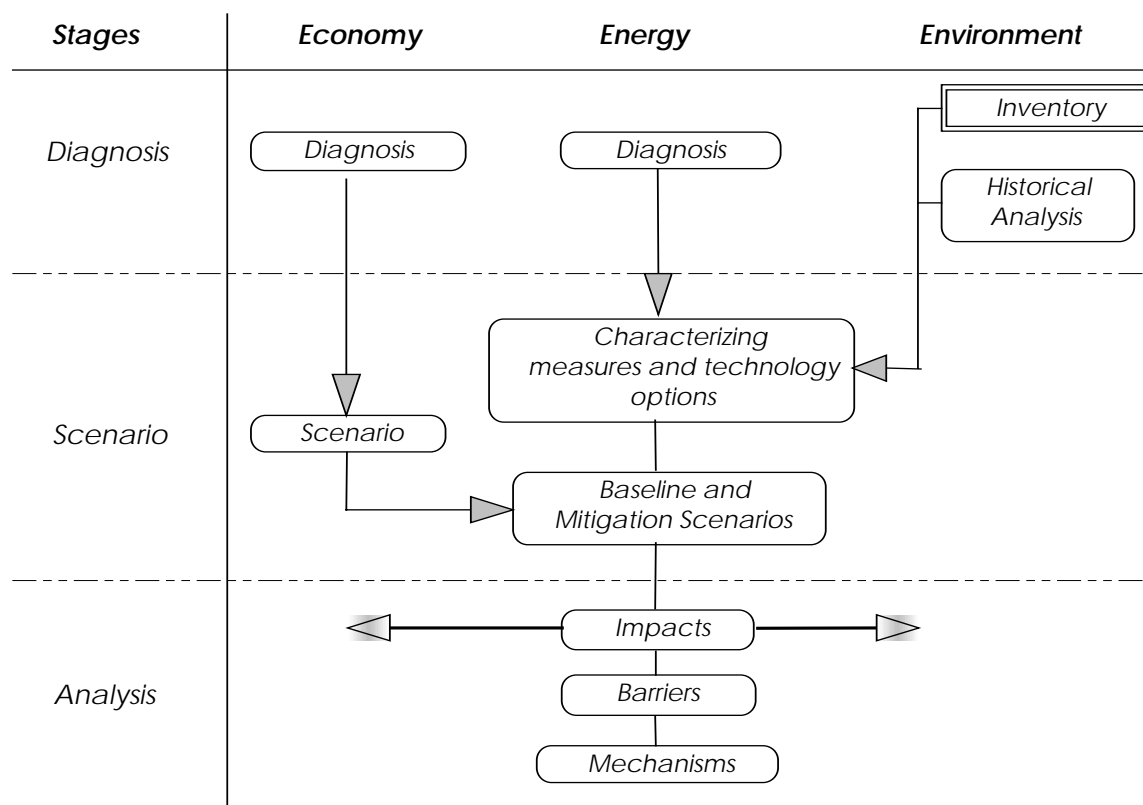 Stages Economy Energy Environment
Inventory
Diagnosis Diagnosis Diagnosis
Historical
Analysis
Characterizing
measures and technology
options
Scenario Scenario
Baseline and
Mitigation Scenarios
Impacts
Analysis Barriers
Mechanisms